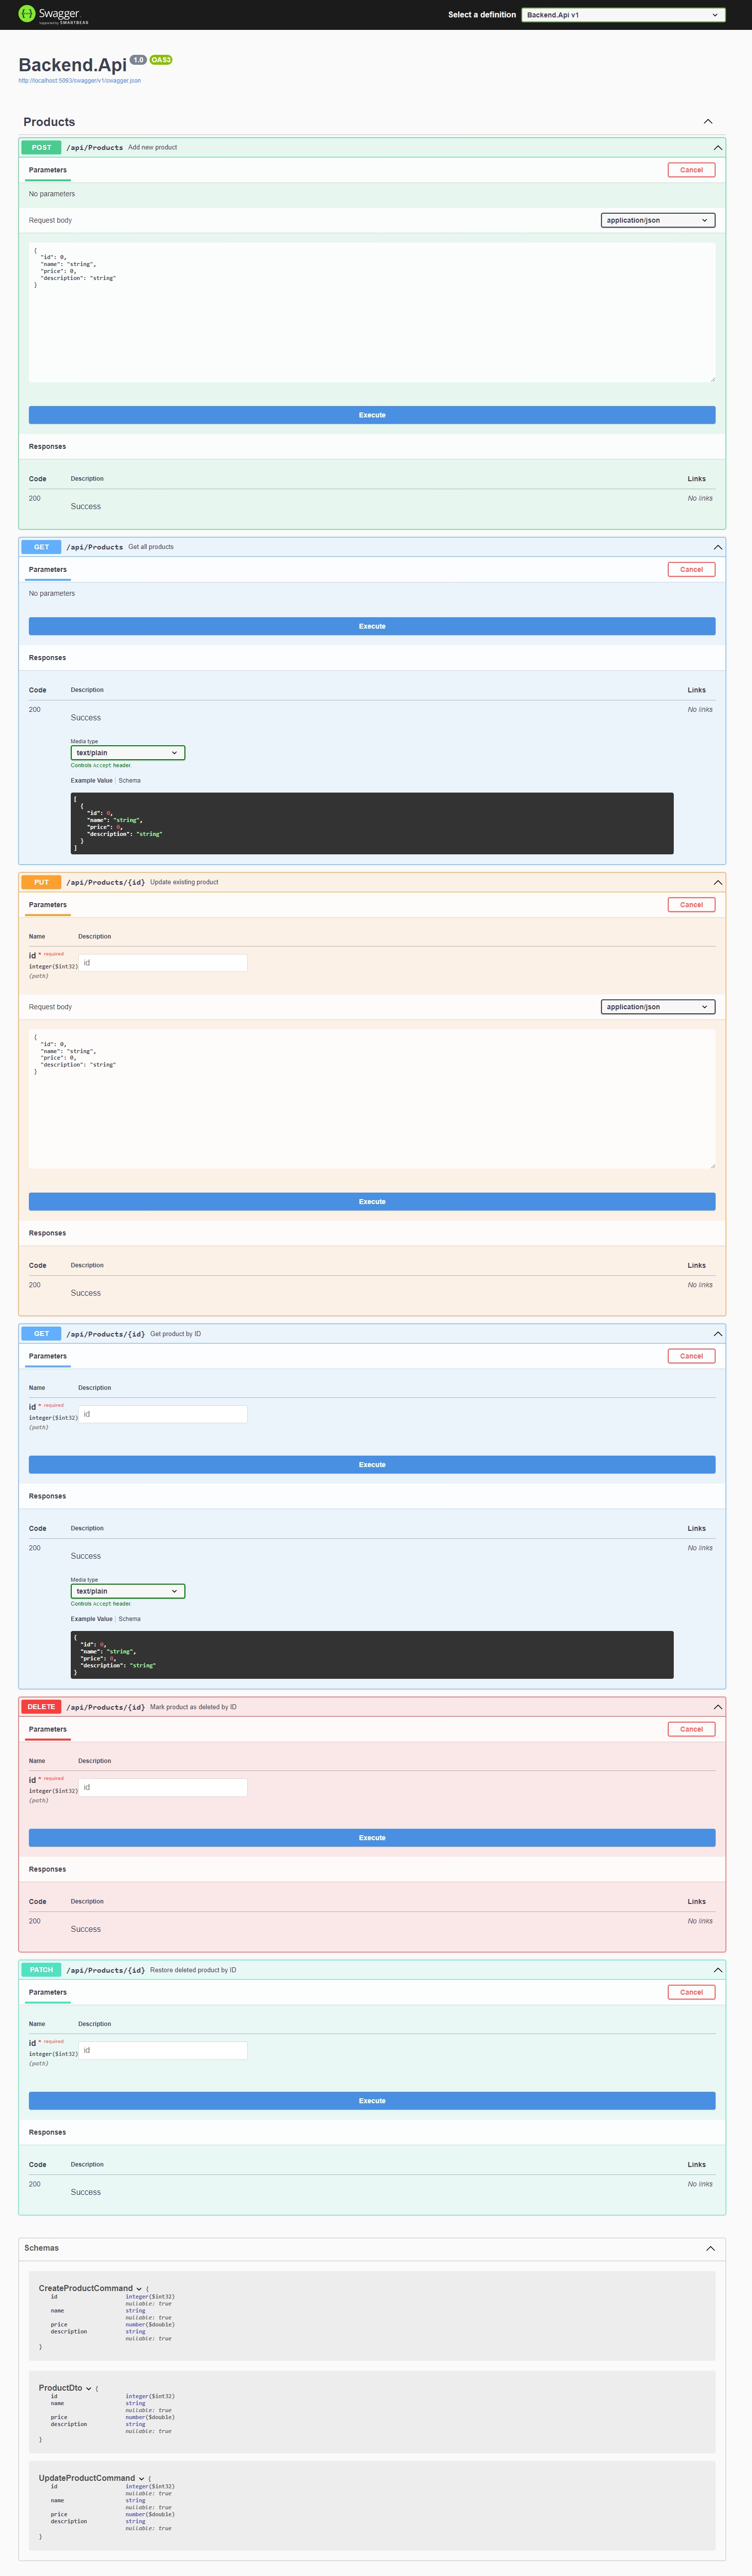 Swagger.
Supported by SMARTBEAR
Select a definition
Backend.Api v1
Backend.Api 1.0 OAS3
http://localhost:5093/swagger/v1/swagger.json
Products
POST /api/Products Add new product
Parameters
Cancel
No parameters
Request body
application/json
{
"id": 0,
"name": "string",
"price": 0,
"description": "string"
}
Execute
Responses
Code Description Links
200 Success No links
GET /api/Products Get all products
Parameters
Cancel
No parameters
Execute
Responses
Code Description Links
200 Success No links
Media type
text/plain
Controls Accept header.
Example Value | Schema
[
{
"id": 0,
"name": "string",
"price": 0,
"description": "string"
}
]
PUT /api/Products/{id} Update existing product
Parameters
Cancel
Name Description
id * required
integer($int32)
(path)
id
Request body
application/json
{
"id": 0,
"name": "string",
"price": 0,
"description": "string"
}
Execute
Responses
Code Description Links
200 Success No links
GET /api/Products/{id} Get product by ID
Parameters
Cancel
Name Description
id * required
integer($int32)
(path)
id
Execute
Responses
Code Description Links
200 Success No links
Media type
text/plain
Controls Accept header.
Example Value | Schema
{
"id": 0,
"name": "string",
"price": 0,
"description": "string"
}
DELETE /api/Products/{id} Mark product as deleted by ID
Parameters
Cancel
Name Description
id * required
integer($int32)
(path)
id
Execute
Responses
Code Description Links
200 Success No links
PATCH /api/Products/{id} Restore deleted product by ID
Parameters
Cancel
Name Description
id * required
integer($int32)
(path)
id
Execute
Responses
Code Description Links
200 Success No links
Schemas
CreateProductCommand {
id integer($int32)
nullable: true
name string
nullable: true
price number($double)
description string
nullable: true
}
ProductDto {
id integer($int32)
name string
nullable: true
price number($double)
description string
nullable: true
}
UpdateProductCommand {
id integer($int32)
nullable: true
name string
nullable: true
price number($double)
description string
nullable: true
}